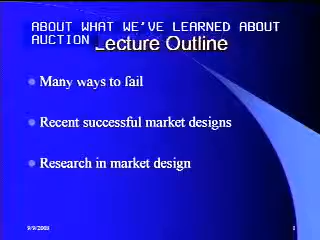 ABOUT WHAT WE'VE LEARNED ABOUT
AUCTION Lecture Outline
Many ways to fail
Recent successful market designs
Research in market design
9/9/2008 1